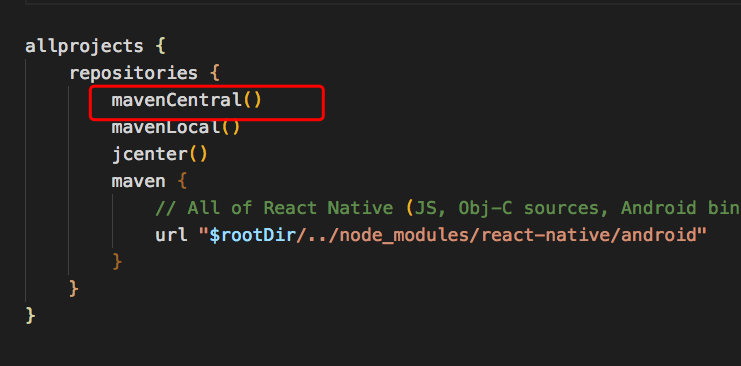 allprojects {
repositories {
mavenCentral()
mavenLocal()
jcenter()
maven {
// All of React Native (JS, Obj-C sources, Android bin
url "$rootDir/../node_modules/react-native/android"
}
}
}